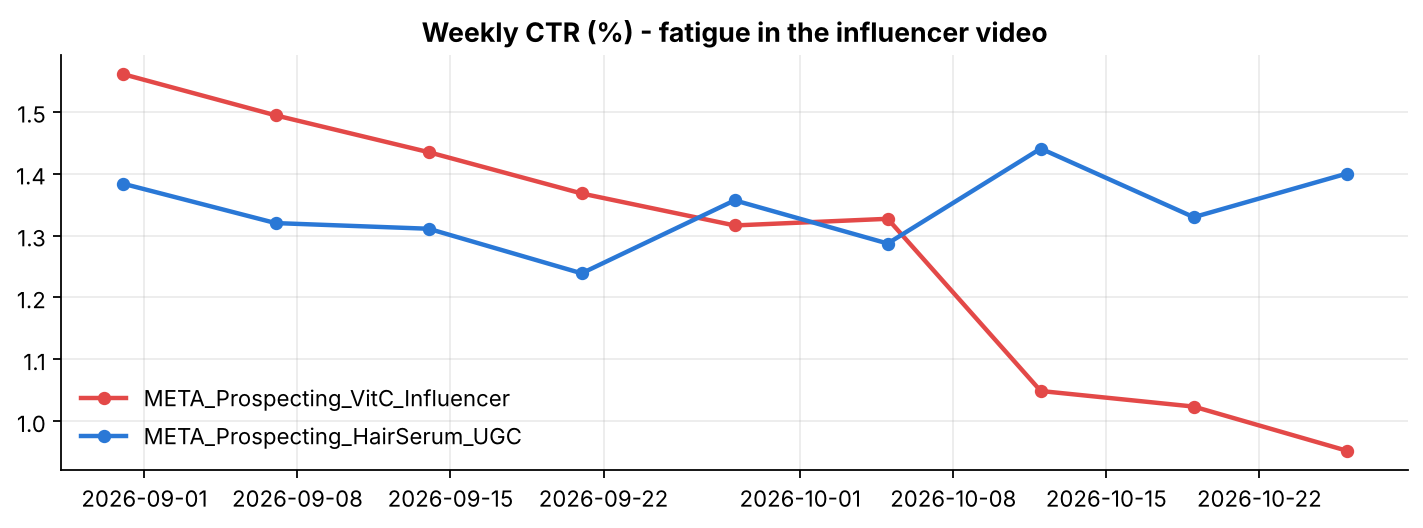 Weekly CTR (%) - fatigue in the influencer video
1.5
1.4
1.3
1.2
1.1
1.0
META_Prospecting_VitC_Influencer
META_Prospecting_HairSerum_UGC
2026-09-01 2026-09-08 2026-09-15 2026-09-22 2026-10-01 2026-10-08 2026-10-15 2026-10-22